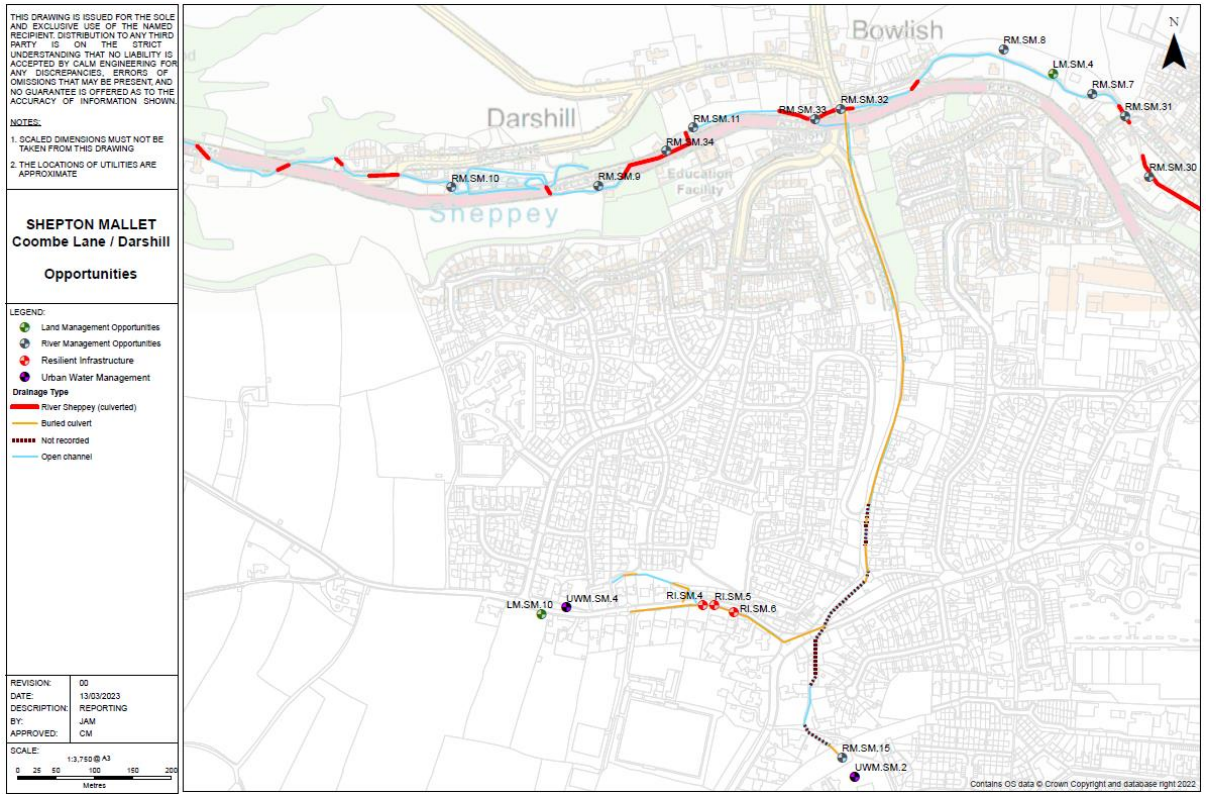 THIS DRAWING IS ISSUED FOR THE SOLE
AND EXCLUSIVE USE OF THE NAMED
RECIPIENT. DISTRIBUTION TO ANY THIRD
PARTY IS ON THE STRICT
UNDERSTANDING THAT NO LIABILITY IS
ACCEPTED BY CALM ENGINEERING FOR
ANY DISCREPANCIES, ERRORS OF
OMISSIONS THAT MAY BE PRESENT, AND
NO GUARANTEE IS OFFERED AS TO THE
ACCURACY OF INFORMATION SHOWN.
NOTES:
1. SCALED DIMENSIONS MUST NOT BE
TAKEN FROM THIS DRAWING
2. THE LOCATIONS OF UTILITIES ARE
APPROXIMATE
SHEPTON MALLET
Coombe Lane / Darshill
Opportunities
LEGEND:
Land Management Opportunities
River Management Opportunities
Resilient Infrastructure
Urban Water Management
Drainage Type
River Sheppey (culverted)
Buried culvert
Not recorded
Open channel
REVISION: 00
DATE: 13/03/2023
DESCRIPTION: REPORTING
BY: JAM
APPROVED: CM
SCALE:
1:3,750 @ A3
0 25 50 100 150 200
Metres
N
Bowlish
RM.SM.8
LM.SM.4
RM.SM.7
RM.SM.31
RM.SM.30
RM.SM.32
RM.SM.33
Darshill
RM.SM.11
RM.SM.34
RM.SM.10
RM.SM.9
Education
Facility
Sheppey
LM.SM.10
UWM.SM.4
RI.SM.4
RI.SM.5
RI.SM.6
RM.SM.15
UWM.SM.2
Contains OS data © Crown Copyright and database right 2022